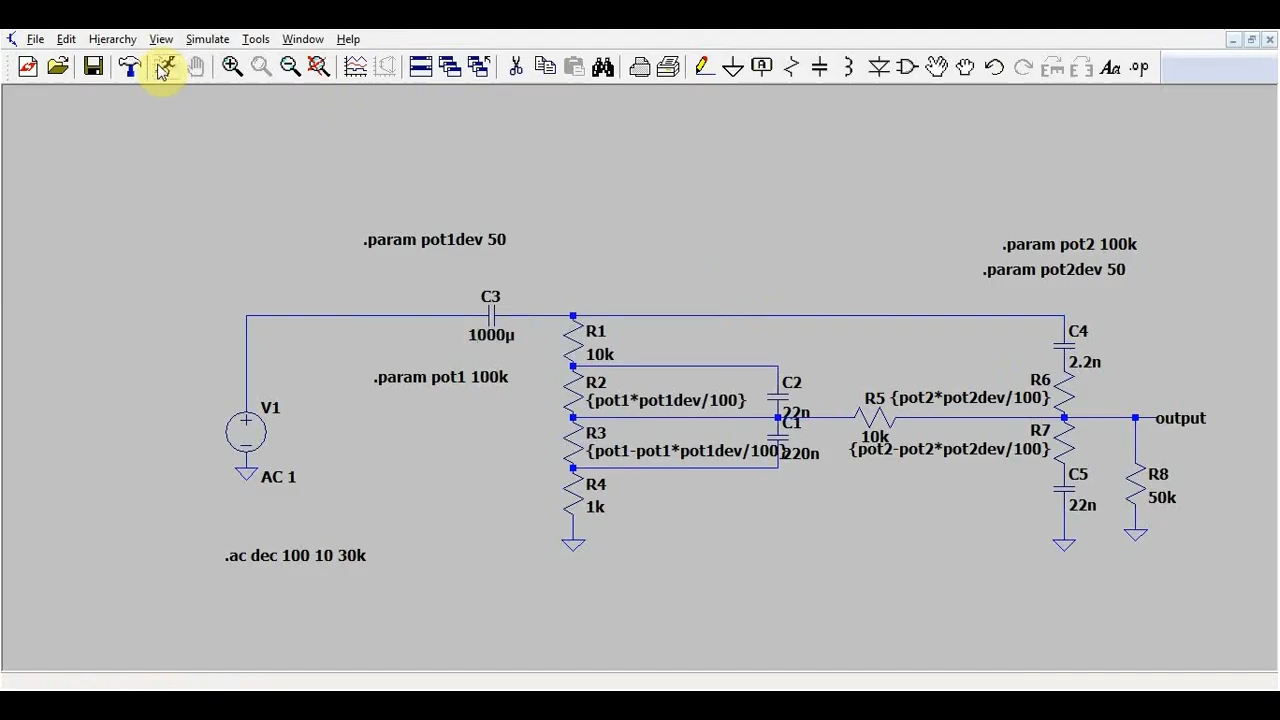 File Edit Hierarchy View Simulate Tools Window Help
Aa .op
.param pot1dev 50
.param pot2 100k
.param pot2dev 50
C3
1000µ
R1
10k
C4
2.2n
.param pot1 100k
R2
{pot1*pot1dev/100}
C2
22n
R5
10k
R6
{pot2*pot2dev/100}
V1
AC 1
R3
{pot1-pot1*pot1dev/100}
C1
220n
R7
{pot2-pot2*pot2dev/100}
output
R4
1k
C5
22n
R8
50k
.ac dec 100 10 30k